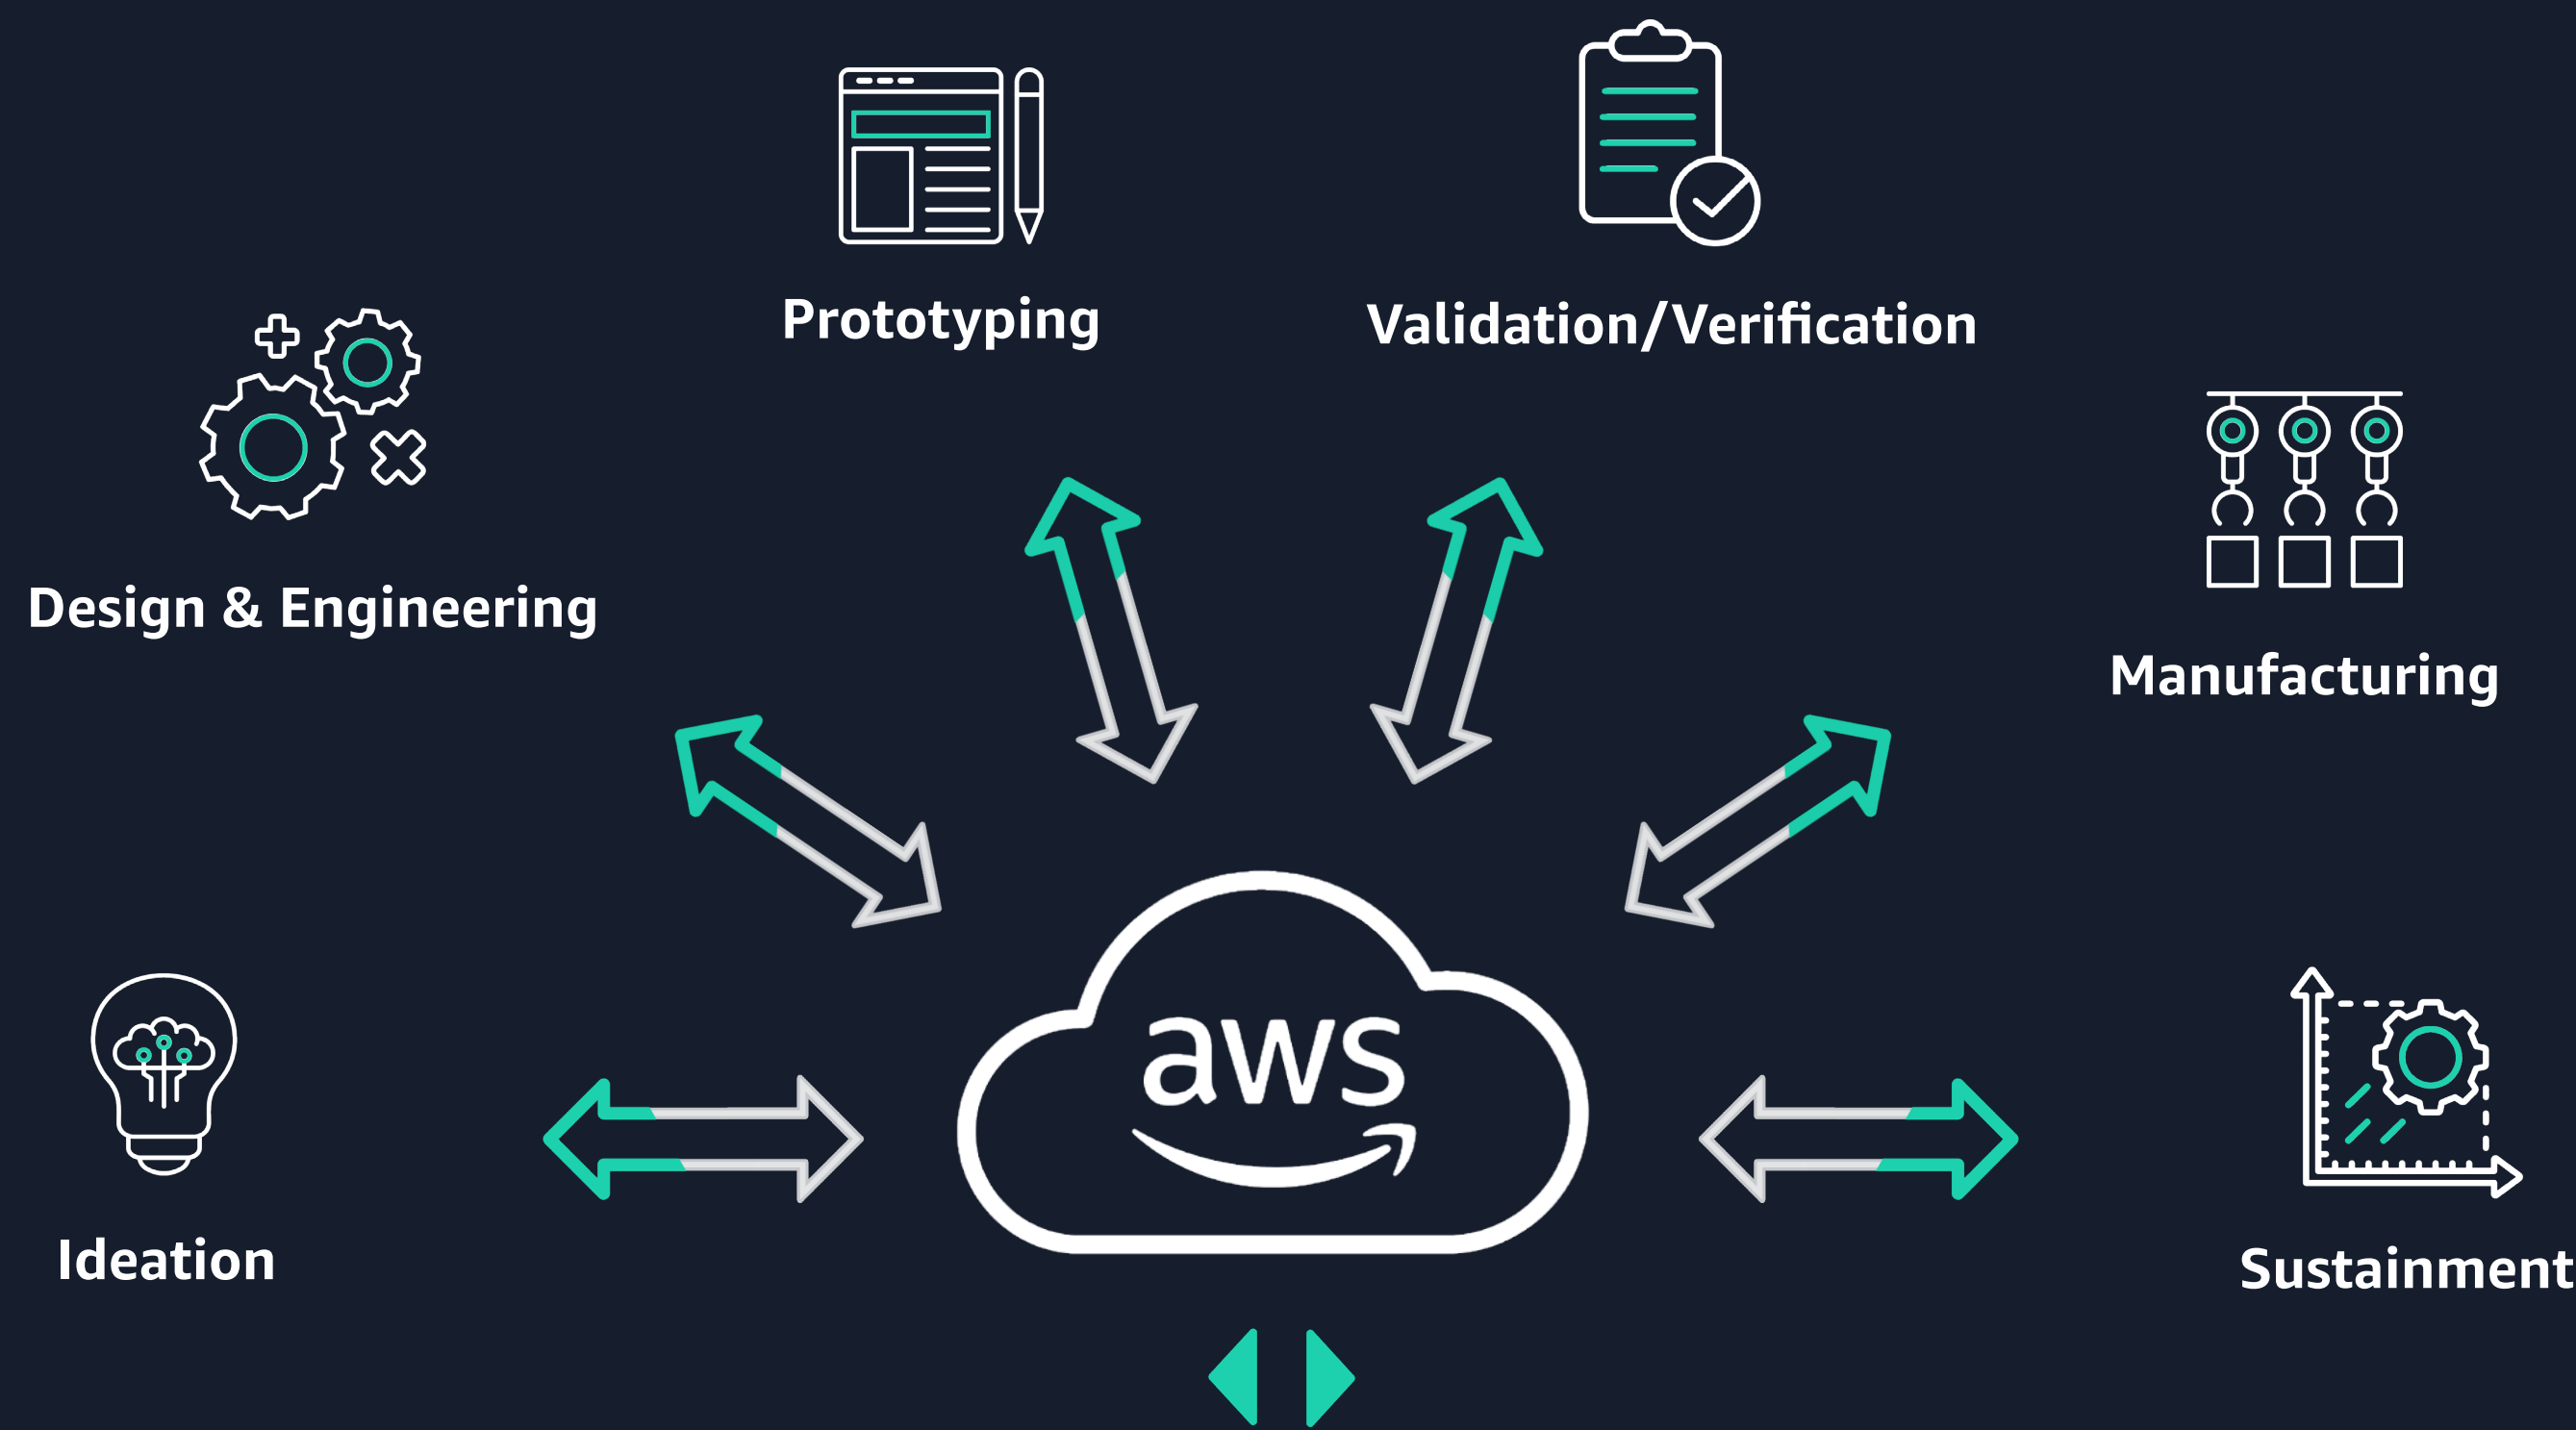 Prototyping
Validation/Verification
Design & Engineering
Manufacturing
aws
Ideation
Sustainment